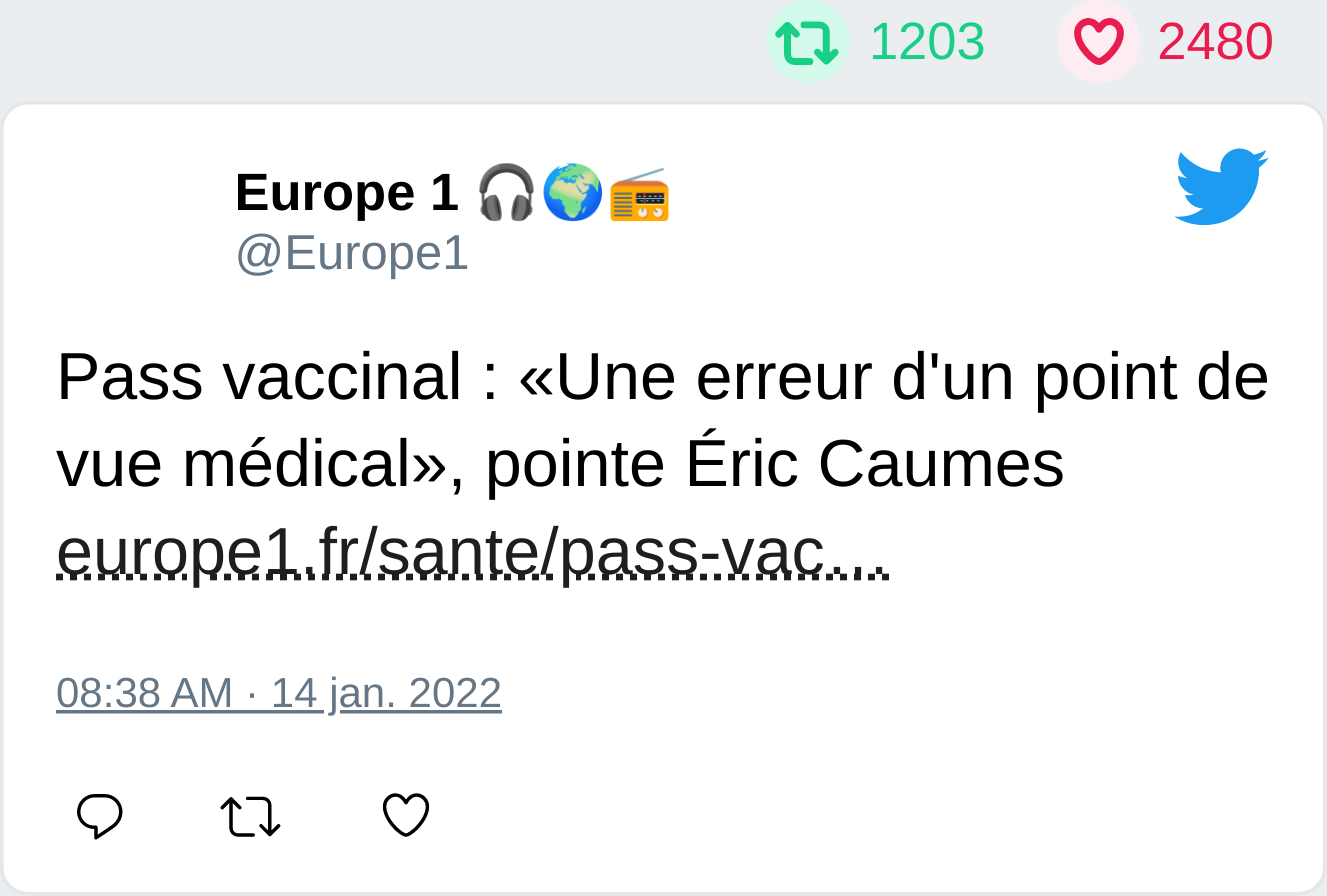 1203 2480
Europe 1 🎧🌍📻
@Europe1
Pass vaccinal : «Une erreur d'un point de
vue médical», pointe Éric Caumes
europe1.fr/sante/pass-vac…
08:38 AM · 14 jan. 2022